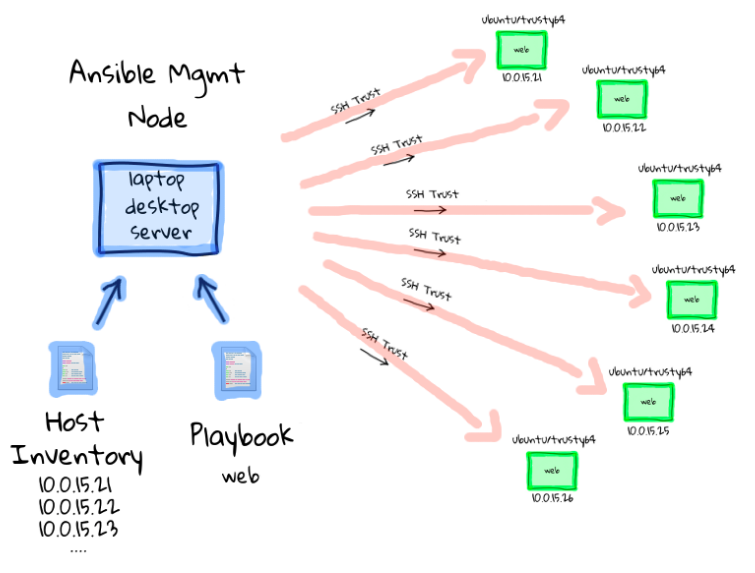 Ansible Mgmt
Node
laptop
desktop
server
Host
Inventory
10.0.15.21
10.0.15.22
10.0.15.23
....
Playbook
web
SSH Trust
SSH Trust
SSH Trust
SSH Trust
SSH Trust
SSH Trust
ubuntu/trusty64
web
10.0.15.21
ubuntu/trusty64
web
10.0.15.22
ubuntu/trusty64
web
10.0.15.23
ubuntu/trusty64
web
10.0.15.24
ubuntu/trusty64
web
10.0.15.25
ubuntu/trusty64
web
10.0.15.26